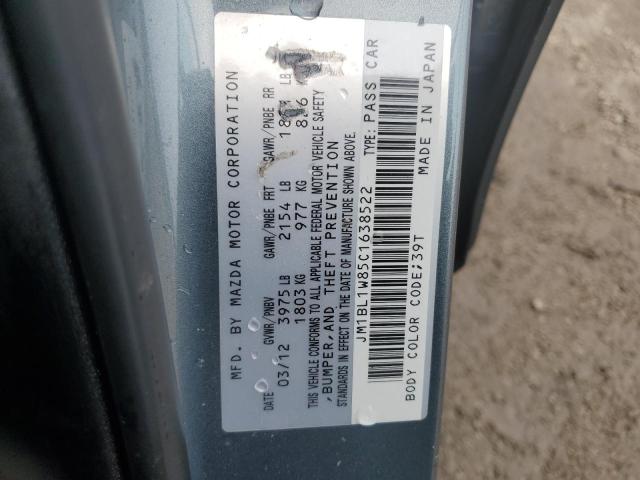 MFD. BY MAZDA MOTOR CORPORATION
DATE GVWR/PNBV GAWR/PNBE FRT GAWR/PNBE RR
03/12 3975 LB 2154 LB LB
1803 KG 977 KG
THIS VEHICLE CONFORMS TO ALL APPLICABLE FEDERAL MOTOR VEHICLE SAFETY
,BUMPER, AND THEFT PREVENTION
STANDARDS IN EFFECT ON THE DATE OF MANUFACTURE SHOWN ABOVE.
JM1BL1W85C1638522 TYPE: PASS CAR
BODY COLOR CODE;39T MADE IN JAPAN